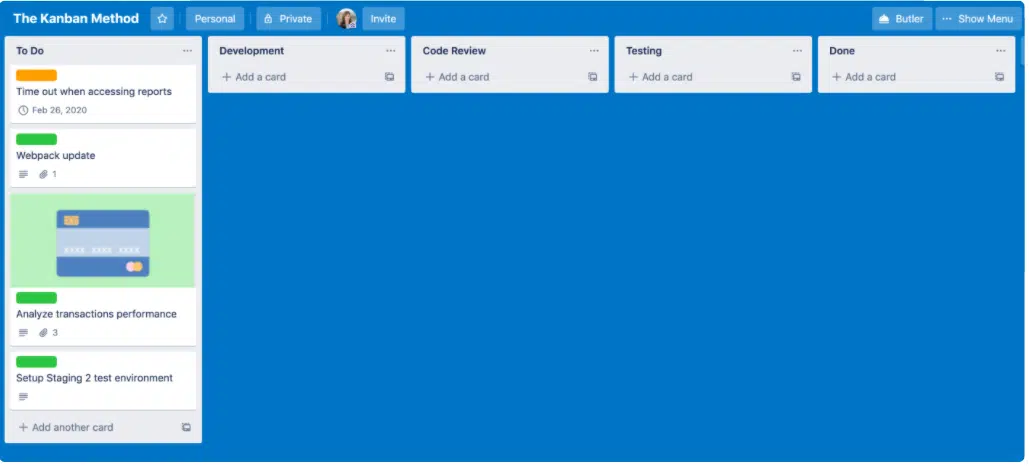 The Kanban Method
Personal
Private
Invite
Butler
Show Menu
To Do
Time out when accessing reports
Feb 26, 2020
Webpack update
1
XXXX XXXX XXXX
Analyze transactions performance
3
Setup Staging 2 test environment
+ Add another card
Development
+ Add a card
Code Review
+ Add a card
Testing
+ Add a card
Done
+ Add a card